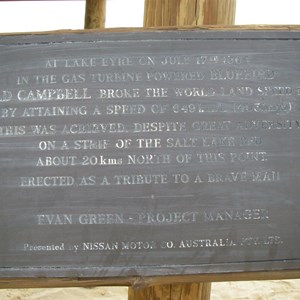 AT LAKE EYRE ON JULY 17th
IN THE GAS TURBINE POWERED BLUEBIRD
D CAMPBELL BROKE THE WORLD LAND SPEED
BY ATTAINING A SPEED OF
THIS WAS ACHIEVED, DESPITE GREAT
ON A STRIP OF THE SALT LAKE BED
ABOUT 20kms NORTH OF THIS POINT.
ERECTED AS A TRIBUTE TO A BRAVE MAN
EVAN GREEN - PROJECT MANAGER
Presented by NISSAN MOTOR CO. AUSTRALIA. PTY. LTD.